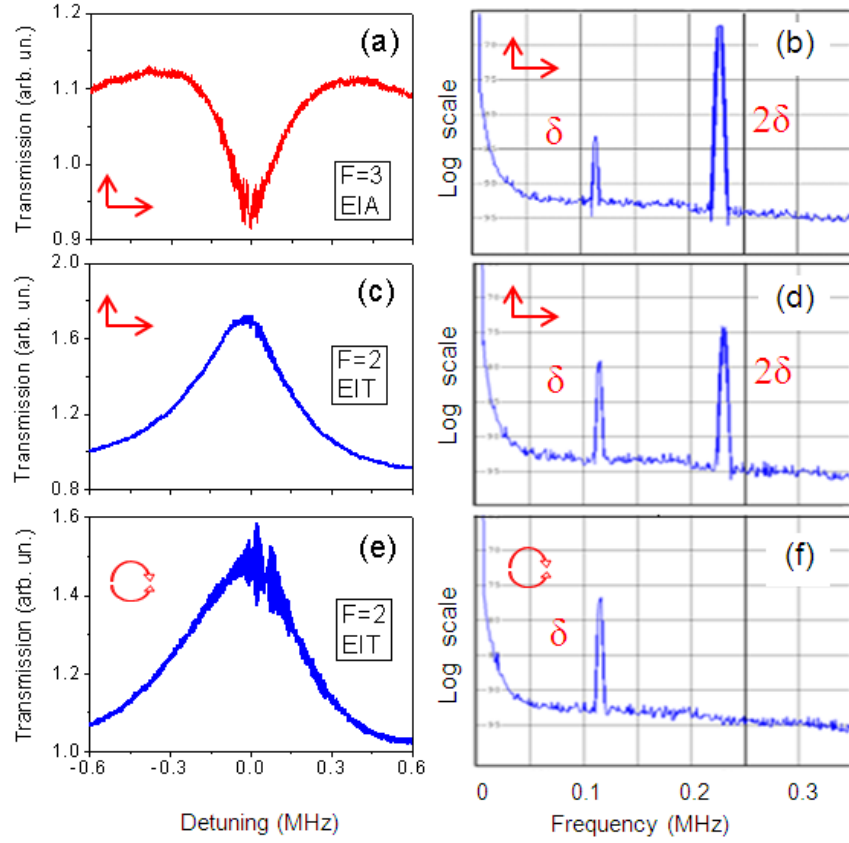 1.2
1.1
1.0
0.9
Transmission (arb. un.)
(a)
F=3
EIA
Log scale
70
75
(b)
δ
2δ
2.0
1.6
1.2
0.8
Transmission (arb. un.)
(c)
F=2
EIT
Log scale
(d)
δ
2δ
1.6
1.4
1.2
1.0
Transmission (arb. un.)
(e)
F=2
EIT
-0.6
-0.3
0.0
0.3
0.6
Detuning (MHz)
Log scale
(f)
δ
0
0.1
0.2
0.3
Frequency (MHz)